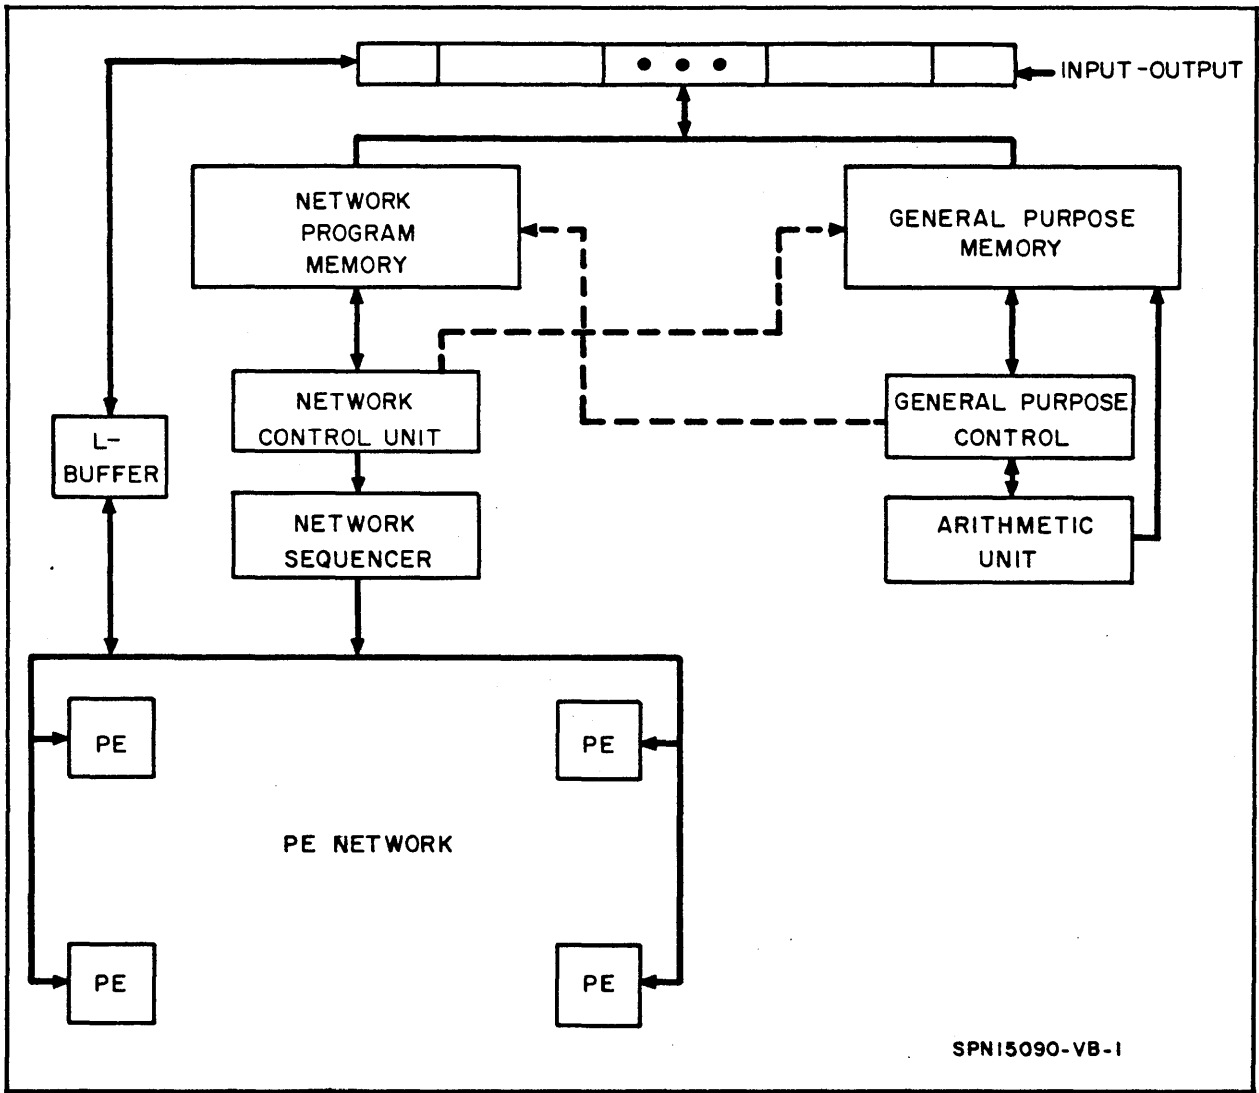 INPUT-OUTPUT
NETWORK
PROGRAM
MEMORY
GENERAL PURPOSE
MEMORY
NETWORK
CONTROL UNIT
GENERAL PURPOSE
CONTROL
L-
BUFFER
NETWORK
SEQUENCER
ARITHMETIC
UNIT
PE
PE
PE NETWORK
PE
PE
SPN15090-VB-1